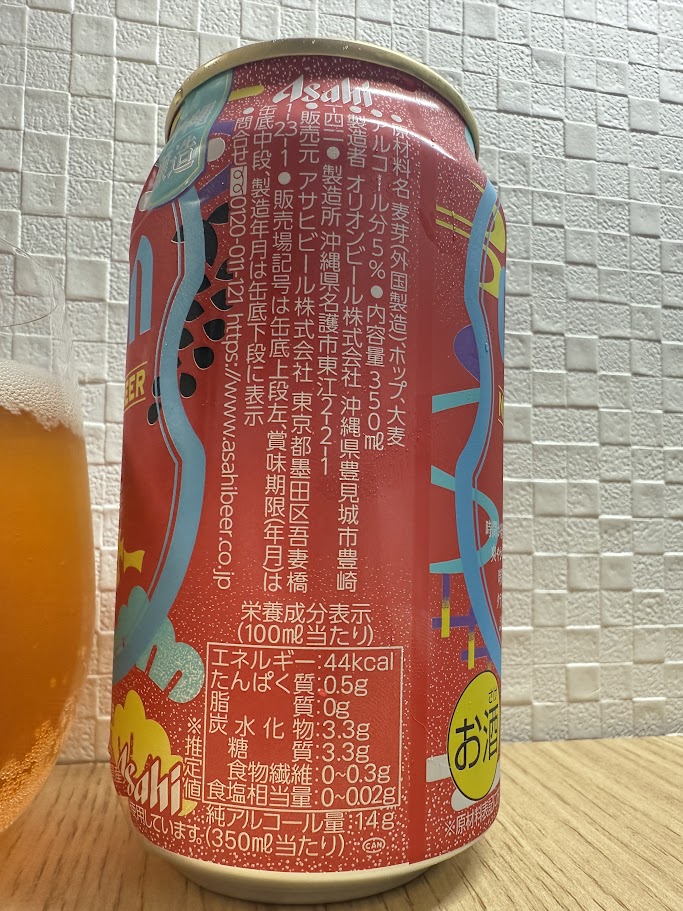 Asahi
●原材料名 麦芽(外国製造)、ホップ、大麦
●アルコール分5%●内容量350ml
●製造者 オリオンビール株式会社 沖縄県豊見城市豊崎
1-411●製造所 沖縄県名護市東江2-2-1
●販売元 アサヒビール株式会社 東京都墨田区吾妻橋
1-23-1●販売場記号は缶底上段左、賞味期限(年月)は
缶底中段、製造年月は缶底下段に表示
●問合せ 0120-011-121 https://www.asahibeer.co.jp
栄養成分表示
(100ml当たり)
エネルギー:44kcal
たんぱく質:0.5g
脂質:0g
炭水化物:3.3g
糖質:3.3g
食物繊維:0~0.3g
食塩相当量:0~0.02g
※推定値
純アルコール量:14g
(350ml当たり)
CAN
Asahi
しています。
BEER
お酒
※原材料